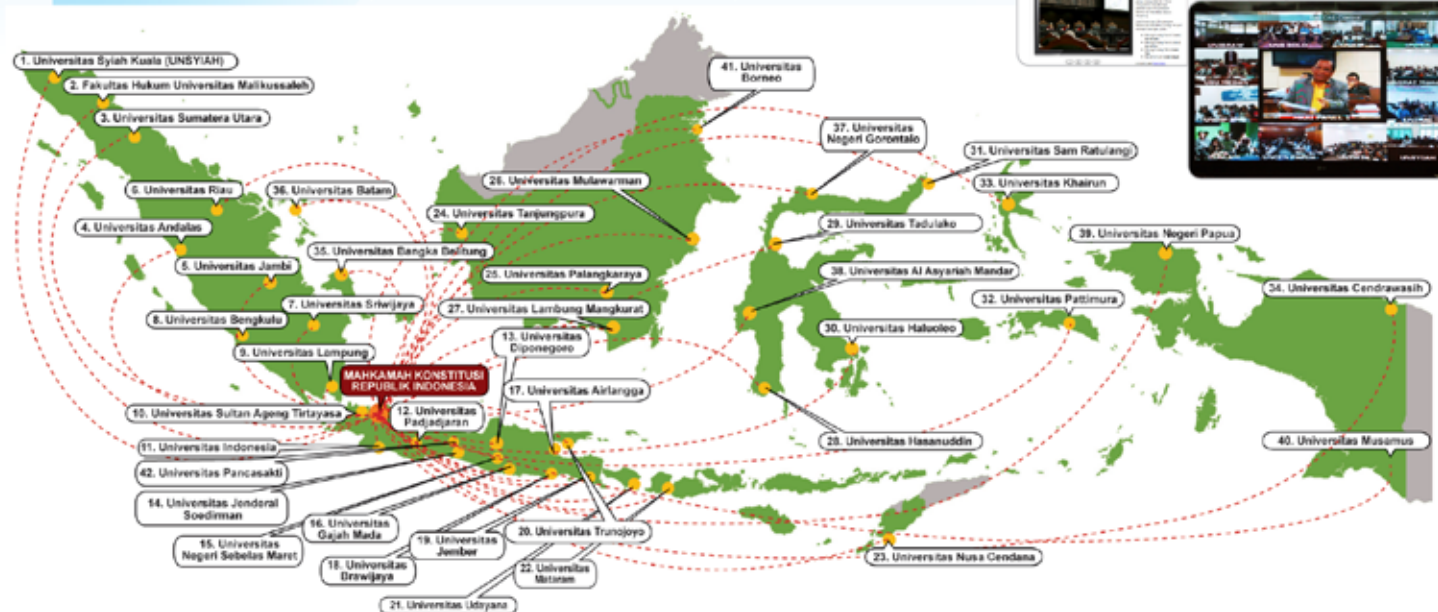 1. Universitas Syiah Kuala (UNSYIAH)
2. Fakultas Hukum Universitas Malikussaleh
3. Universitas Sumatera Utara
41. Universitas
Borneo
37. Universitas
Negeri Gorontalo
31. Universitas Sam Ratulangi
6. Universitas Riau
36. Universitas Batam
26. Universitas Mulawarman
33. Universitas Khairun
4. Universitas Andalas
24. Universitas Tanjungpura
29. Universitas Tadulako
39. Universitas Negeri Papua
35. Universitas Bangka Belitung
5. Universitas Jambi
25. Universitas Palangkaraya
38. Universitas Al Asyariah Mandar
7. Universitas Sriwijaya
32. Universitas Pattimura
34. Universitas Cendrawasih
8. Universitas Bengkulu
27. Universitas Lambung Mangkurat
30. Universitas Haluoleo
13. Universitas
Diponegoro
9. Universitas Lampung
MAHKAMAH KONSTITUSI
REPUBLIK INDONESIA
17. Universitas Airlangga
10. Universitas Sultan Ageng Tirtayasa
12. Universitas
Padjadjaran
11. Universitas Indonesia
28. Universitas Hasanuddin
40. Universitas Musamus
42. Universitas Pancasakti
14. Universitas Jenderal
Soedirman
16. Universitas
Gajah Mada
15. Universitas
Negeri Sebelas Maret
19. Universitas
Jember
20. Universitas Trunojoyo
18. Universitas
Brawijaya
22. Universitas
Mataram
23. Universitas Nusa Cendana
21. Universitas Udayana